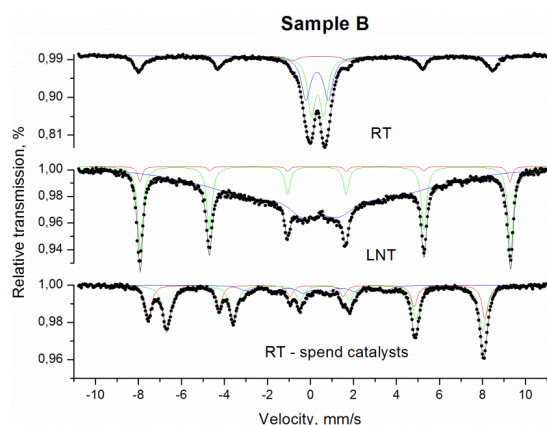 Sample B
Relative transmission, %
0,99
0,90
0,81
RT
1,00
0,98
0,96
0,94
LNT
1,00
0,98
0,96
RT - spend catalysts
-10 -8 -6 -4 -2 0 2 4 6 8 10
Velocity, mm/s